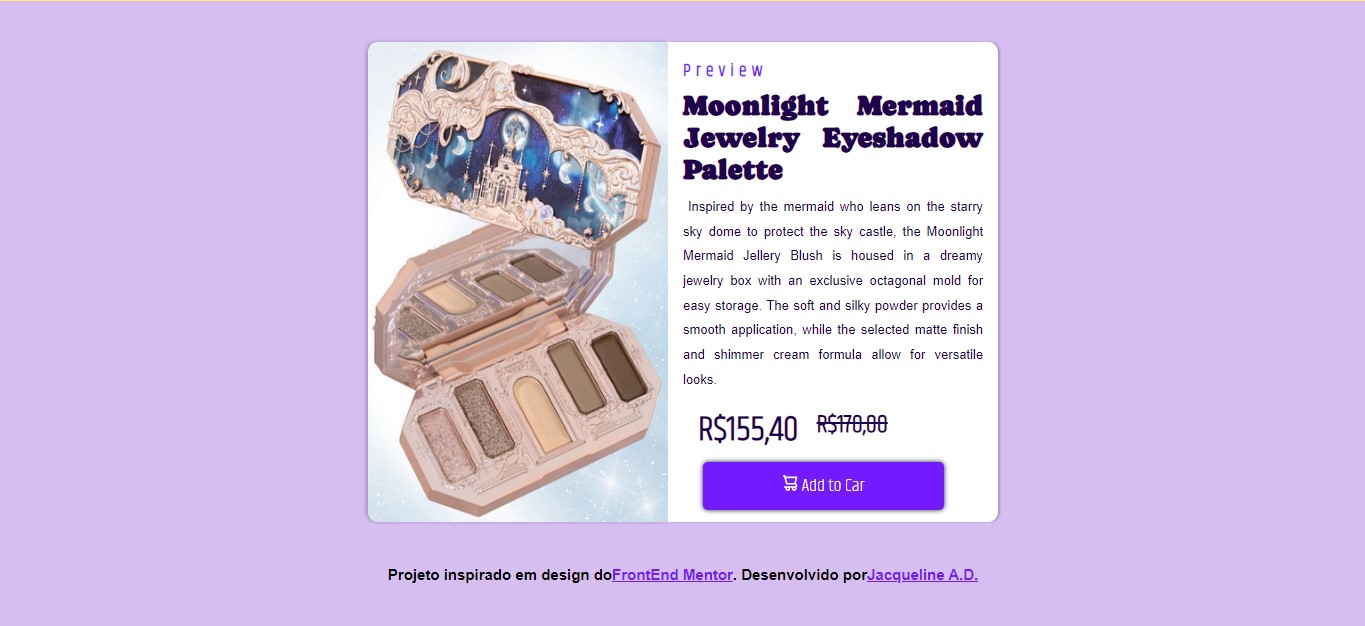 Preview
Moonlight Mermaid
Jewelry Eyeshadow
Palette
Inspired by the mermaid who leans on the starry
sky dome to protect the sky castle, the Moonlight
Mermaid Jellery Blush is housed in a dreamy
jewelry box with an exclusive octagonal mold for
easy storage. The soft and silky powder provides a
smooth application, while the selected matte finish
and shimmer cream formula allow for versatile
looks.
R$155,40 R$170,00
Add to Car
Projeto inspirado em design doFrontEnd Mentor. Desenvolvido porJacqueline A.D.